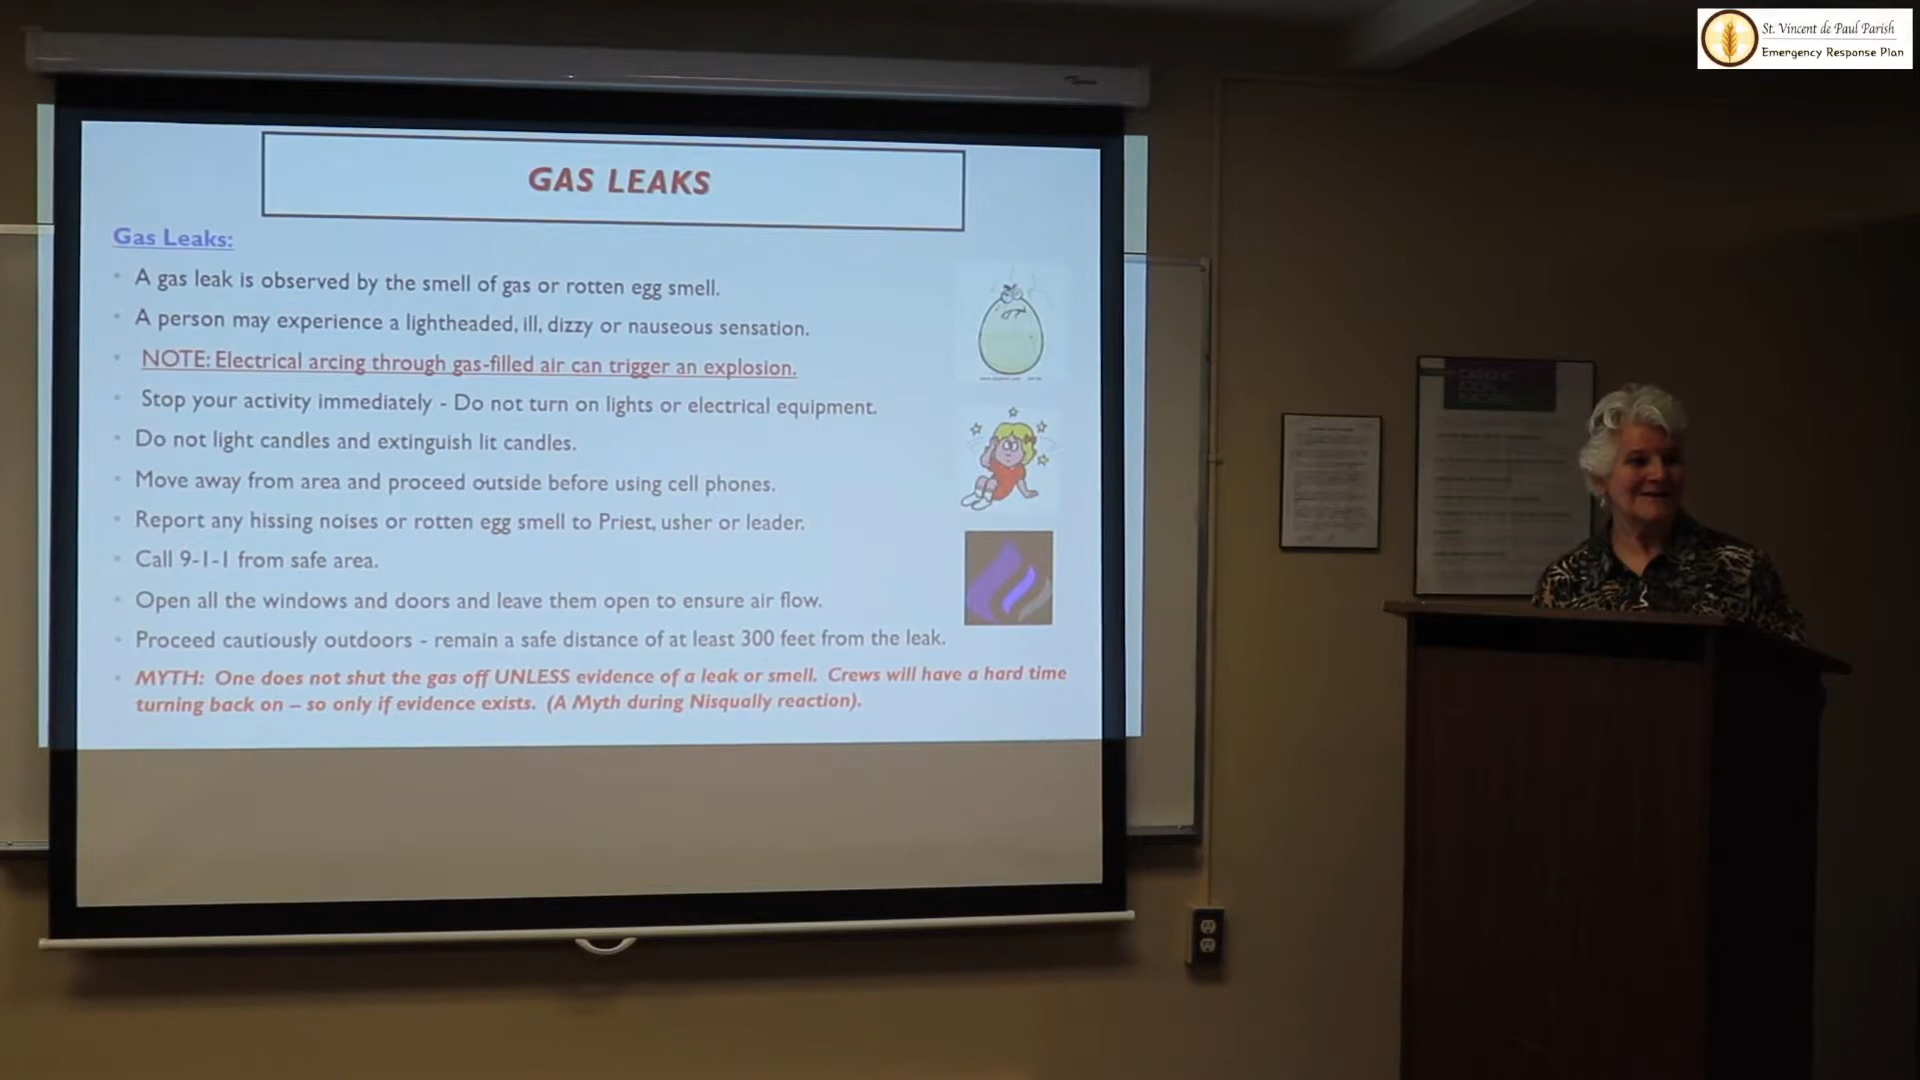 St. Vincent de Paul Parish
Emergency Response Plan
GAS LEAKS
Gas Leaks:
A gas leak is observed by the smell of gas or rotten egg smell.
A person may experience a lightheaded, ill, dizzy or nauseous sensation.
NOTE: Electrical arcing through gas-filled air can trigger an explosion.
Stop your activity immediately - Do not turn on lights or electrical equipment.
Do not light candles and extinguish lit candles.
Move away from area and proceed outside before using cell phones.
Report any hissing noises or rotten egg smell to Priest, usher or leader.
Call 9-1-1 from safe area.
Open all the windows and doors and leave them open to ensure air flow.
Proceed cautiously outdoors - remain a safe distance of at least 300 feet from the leak.
MYTH: One does not shut the gas off UNLESS evidence of a leak or smell. Crews will have a hard time
turning back on – so only if evidence exists. (A Myth during Nisqually reaction).